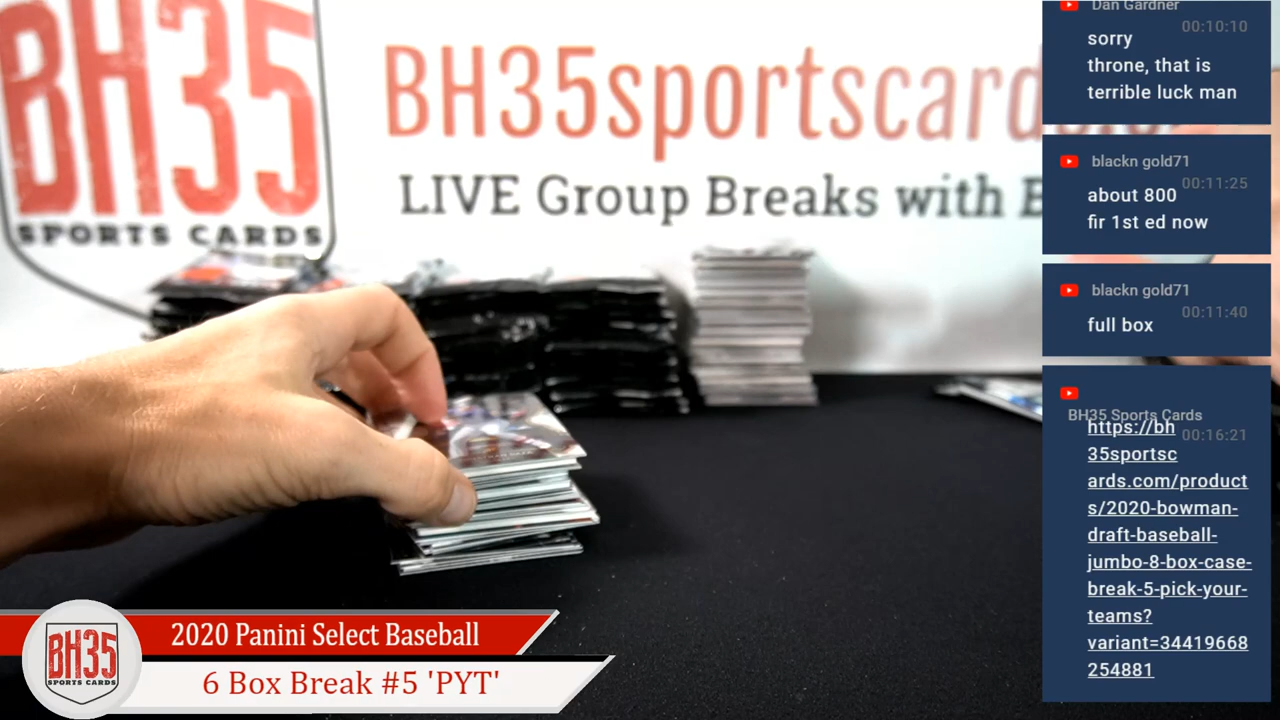 BH35
SPORTS CARDS
BH35sportscard
LIVE Group Breaks with
Dan Gardner
00:10:10
sorry
throne, that is
terrible luck man
blackn gold71
00:11:25
about 800
fir 1st ed now
blackn gold71
00:11:40
full box
BH35 Sports Cards
00:16:21
https://bh
35sportsc
ards.com/product
s/2020-bowman-
draft-baseball-
jumbo-8-box-case-
break-5-pick-your-
teams?
variant=34419668
254881
BH35
SPORTS CARDS
2020 Panini Select Baseball
6 Box Break #5 'PYT'